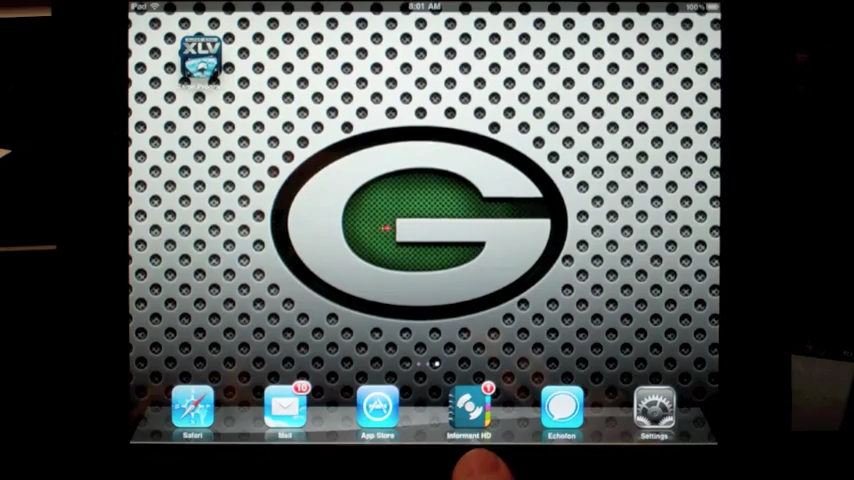 iPad 8:01 AM 100%
XLV
G
10
1
Safari Mail App Store Informant HD Echofon Settings